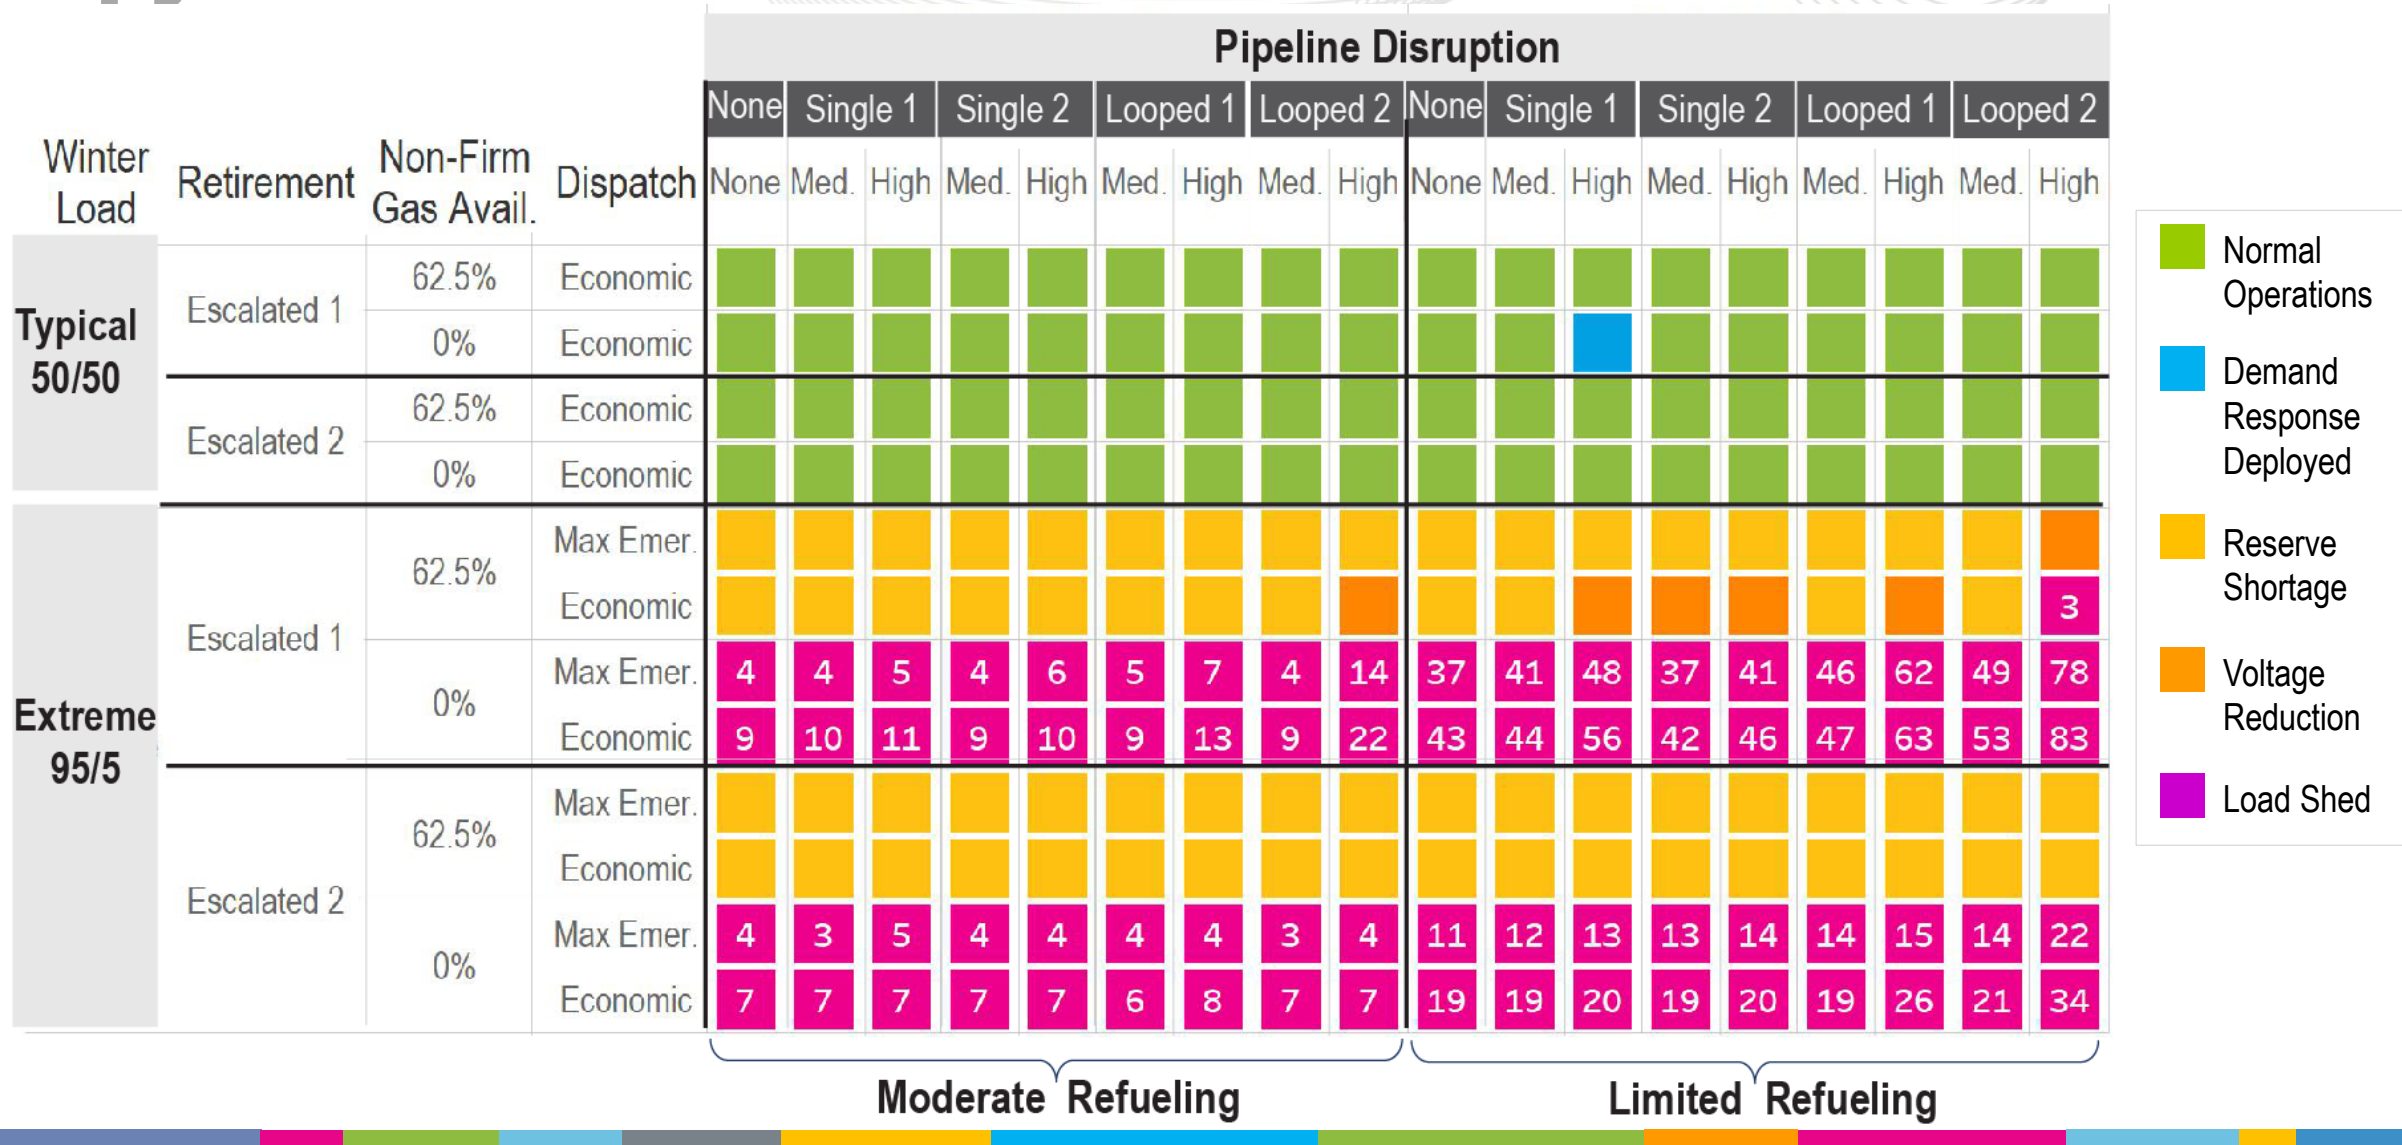 Pipeline Disruption
None Single 1 Single 2 Looped 1 Looped 2 None Single 1 Single 2 Looped 1 Looped 2
Winter Load Retirement Non-Firm Gas Avail. Dispatch None Med. High Med. High Med. High Med. High None Med. High Med. High Med. High Med. High
Typical 50/50
Escalated 1
62.5% Economic
0% Economic
Escalated 2
62.5% Economic
0% Economic
Extreme 95/5
Escalated 1
62.5%
Max Emer.
Economic 3
0%
Max Emer. 4 4 5 4 6 5 7 4 14 37 41 48 37 41 46 62 49 78
Economic 9 10 11 9 10 9 13 9 22 43 44 56 42 46 47 63 53 83
Escalated 2
62.5%
Max Emer.
Economic
0%
Max Emer. 4 3 5 4 4 4 4 3 4 11 12 13 13 14 14 15 14 22
Economic 7 7 7 7 7 6 8 7 7 19 19 20 19 20 19 26 21 34
Moderate Refueling Limited Refueling
Normal
Operations
Demand
Response
Deployed
Reserve
Shortage
Voltage
Reduction
Load Shed